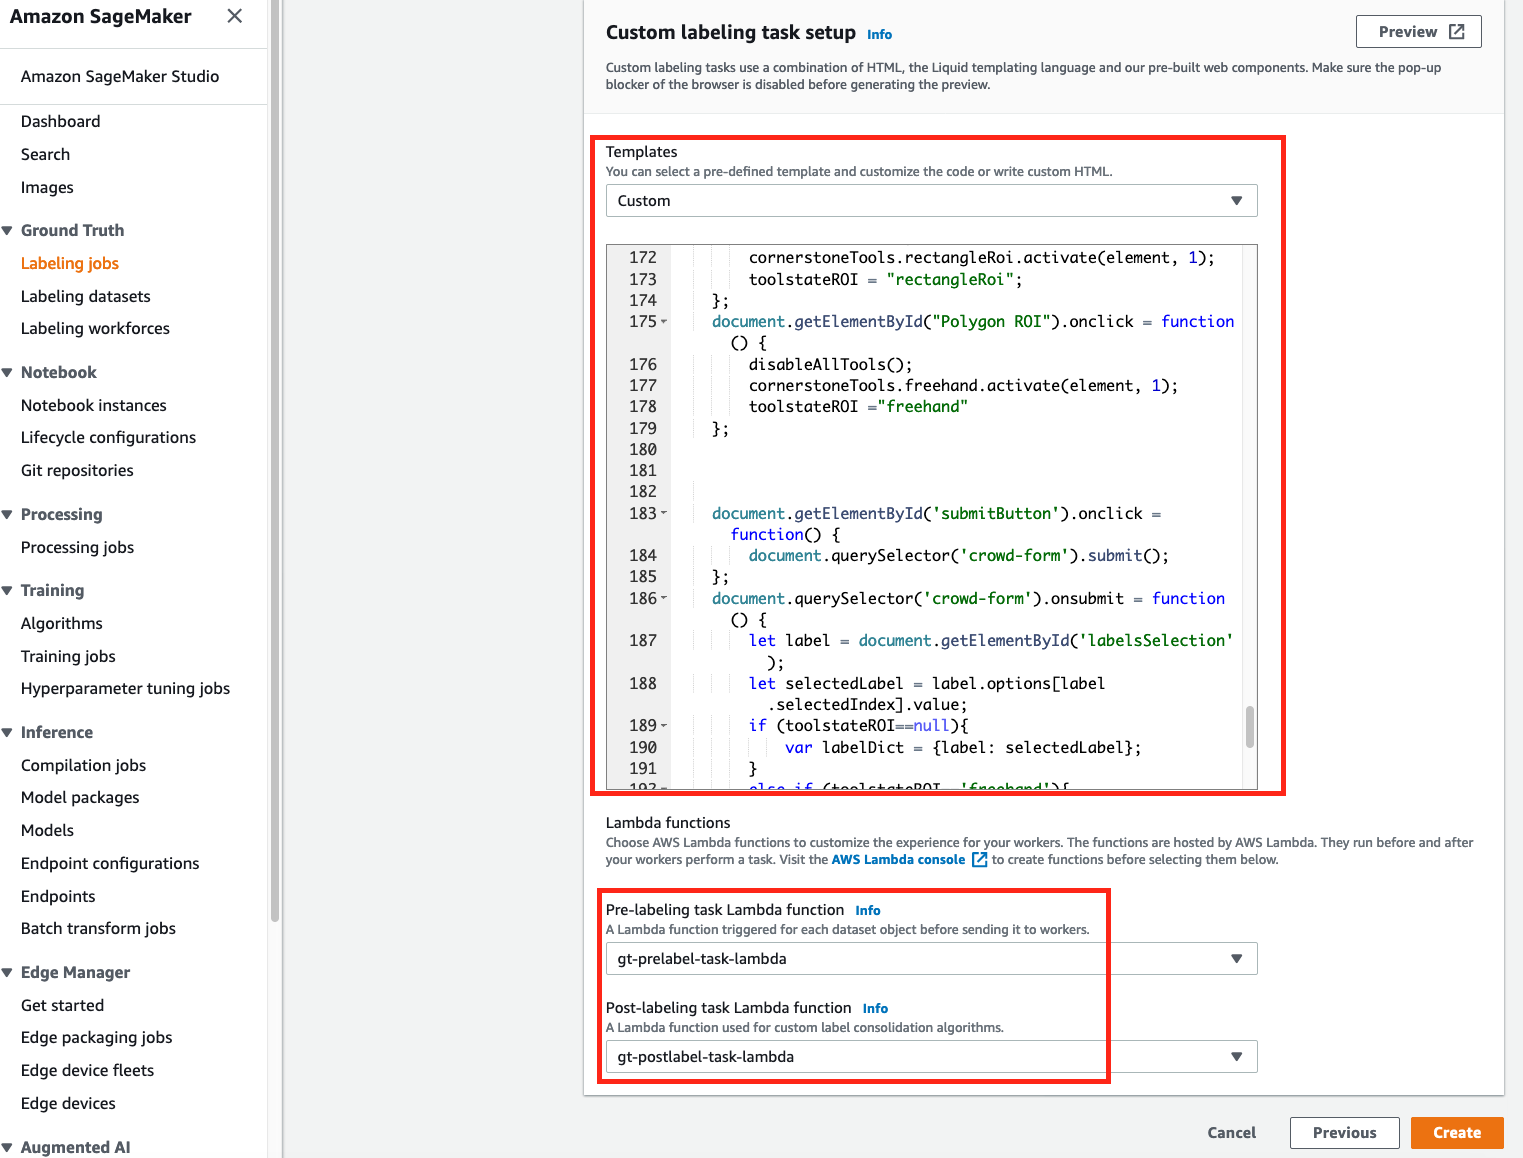 Amazon SageMaker
Amazon SageMaker Studio
Dashboard
Search
Images
Ground Truth
Labeling jobs
Labeling datasets
Labeling workforces
Notebook
Notebook instances
Lifecycle configurations
Git repositories
Processing
Processing jobs
Training
Algorithms
Training jobs
Hyperparameter tuning jobs
Inference
Compilation jobs
Model packages
Models
Endpoint configurations
Endpoints
Batch transform jobs
Edge Manager
Get started
Edge packaging jobs
Edge device fleets
Edge devices
Augmented AI
Custom labeling task setup Info
Preview
Custom labeling tasks use a combination of HTML, the Liquid templating language and our pre-built web components. Make sure the pop-up
blocker of the browser is disabled before generating the preview.
Templates
You can select a pre-defined template and customize the code or write custom HTML.
Custom
172 cornerstoneTools.rectangleRoi.activate(element, 1);
173 toolstateROI = "rectangleRoi";
174 };
175 document.getElementById("Polygon ROI").onclick = function
() {
176 disableAllTools();
177 cornerstoneTools.freehand.activate(element, 1);
178 toolstateROI ="freehand"
179 };
180
181
182
183 document.getElementById('submitButton').onclick =
function() {
184 document.querySelector('crowd-form').submit();
185 };
186 document.querySelector('crowd-form').onsubmit = function
() {
187 let label = document.getElementById('labelsSelection'
);
188 let selectedLabel = label.options[label
.selectedIndex].value;
189 if (toolstateROI==null){
190 var labelDict = {label: selectedLabel};
191 }
192 else if (toolstateROI=='freehand'){
Lambda functions
Choose AWS Lambda functions to customize the experience for your workers. The functions are hosted by AWS Lambda. They run before and after
your workers perform a task. Visit the AWS Lambda console to create functions before selecting them below.
Pre-labeling task Lambda function Info
A Lambda function triggered for each dataset object before sending it to workers.
gt-prelabel-task-lambda
Post-labeling task Lambda function Info
A Lambda function used for custom label consolidation algorithms.
gt-postlabel-task-lambda
Cancel
Previous
Create